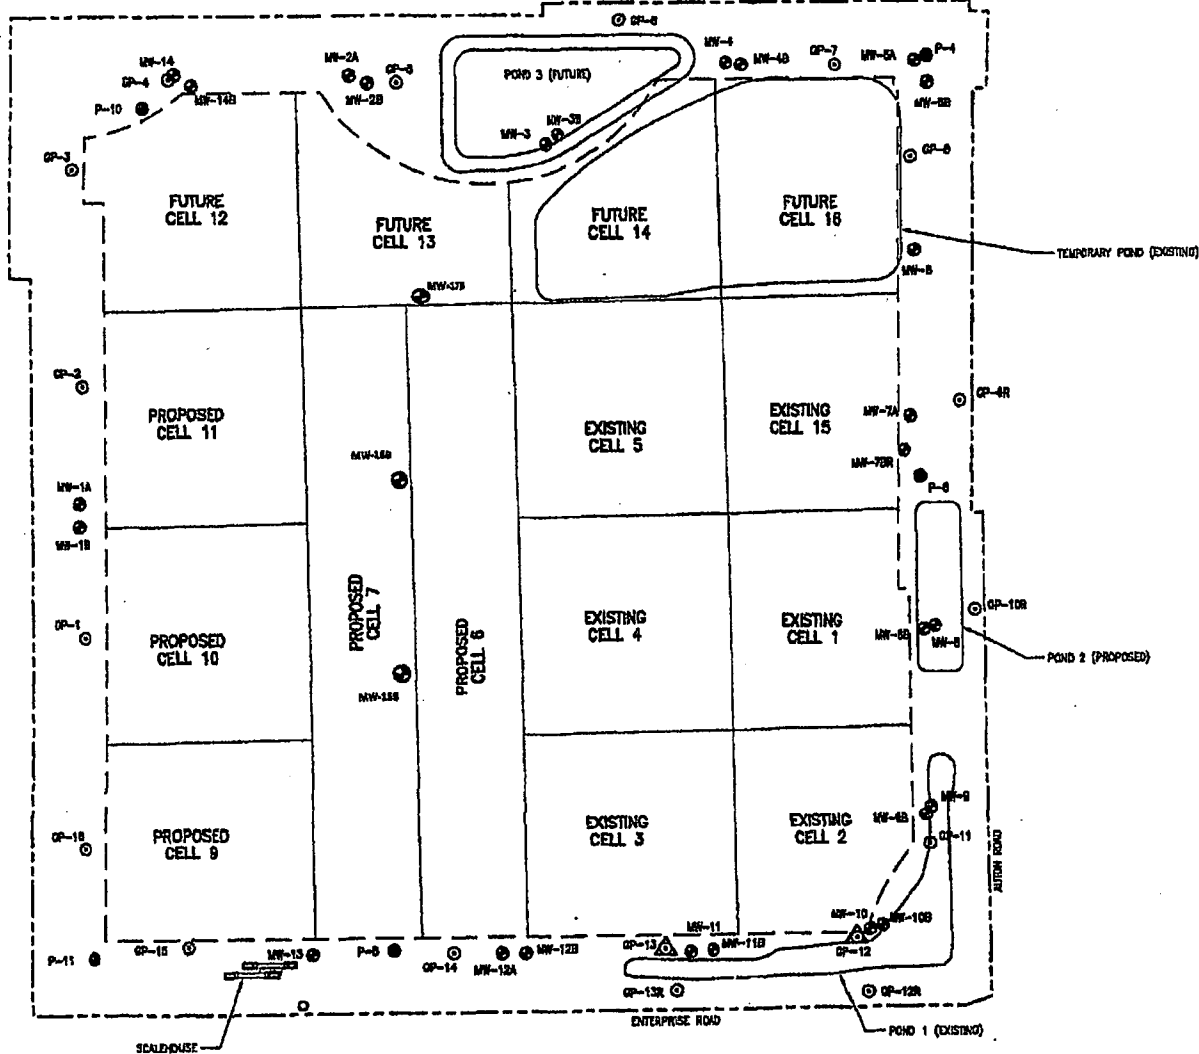 GP-6
MW-14
GP-4
MW-2A
MW-4
MW-4B
GP-7
MW-5A
P-4
POND 3 (FUTURE)
MW-2B
MW-14B
P-10
MW-5B
MW-3B
MW-3
GP-3
GP-8
FUTURE
CELL 12
FUTURE
CELL 13
FUTURE
CELL 14
FUTURE
CELL 16
TEMPORARY POND (EXISTING)
MW-17B
GP-2
MW-7A
PROPOSED
CELL 11
EXISTING
CELL 5
EXISTING
CELL 15
MW-16B
MW-7BR
MW-1A
P-6
MW-1B
PROPOSED
CELL 7
PROPOSED
CELL 6
GP-10R
GP-1
PROPOSED
CELL 10
EXISTING
CELL 4
EXISTING
CELL 1
POND 2 (PROPOSED)
MW-9
MW-9B
PROPOSED
CELL 9
EXISTING
CELL 3
EXISTING
CELL 2
GP-11
AUTON ROAD
MW-10
MW-10B
MW-11
MW-11B
P-11
GP-15
MW-13
GP-14
MW-12A
MW-12B
GP-13
GP-12
GP-13R
GP-12R
ENTERPRISE ROAD
POND 1 (EXISTING)
SCALEHOUSE